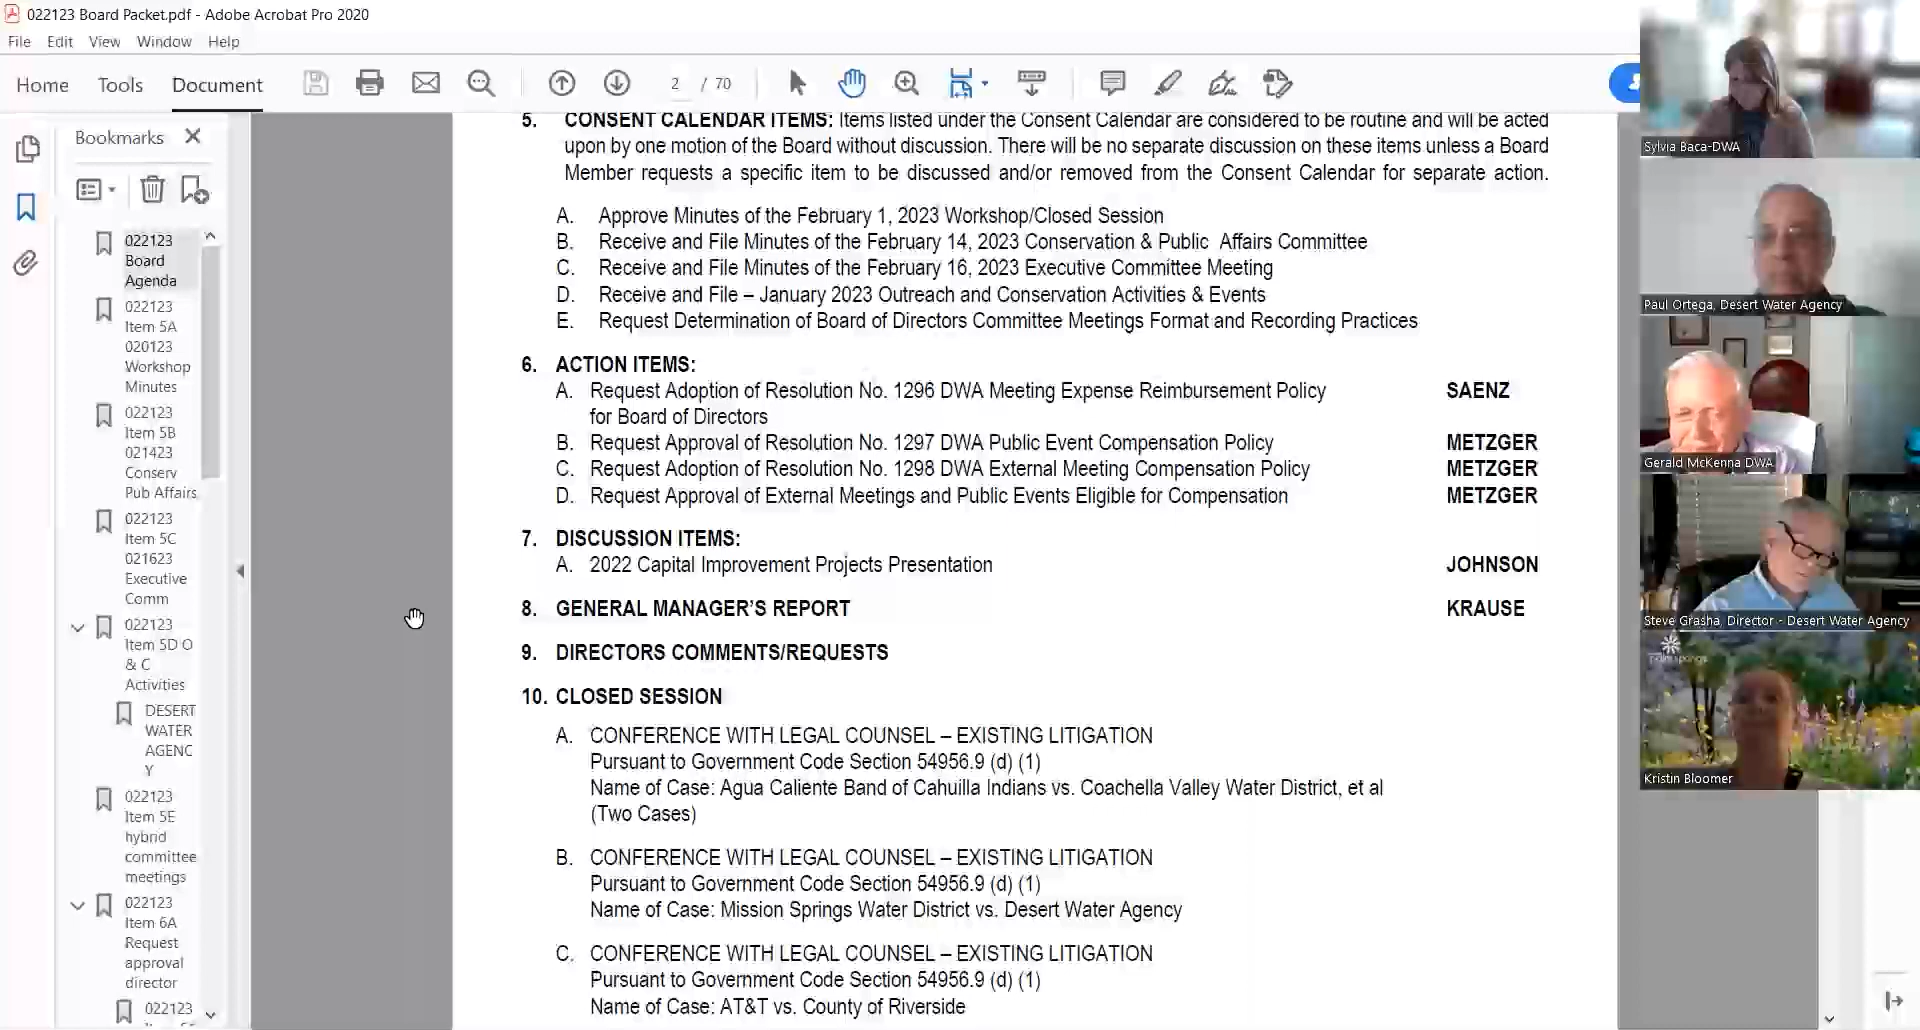 022123 Board Packet.pdf - Adobe Acrobat Pro 2020
File Edit View Window Help
Home Tools Document
2 / 70
Bookmarks
022123
Board
Agenda
022123
Item 5A
020123
Workshop
Minutes
022123
Item 5B
021423
Conserv
Pub Affairs
022123
Item 5C
021623
Executive
Comm
022123
Item 5D O
& C
Activities
DESERT
WATER
AGENC
Y
022123
Item 5E
hybrid
committee
meetings
022123
Item 6A
Request
approval
director
022123
5. CONSENT CALENDAR ITEMS: Items listed under the Consent Calendar are considered to be routine and will be acted
upon by one motion of the Board without discussion. There will be no separate discussion on these items unless a Board
Member requests a specific item to be discussed and/or removed from the Consent Calendar for separate action.
A. Approve Minutes of the February 1, 2023 Workshop/Closed Session
B. Receive and File Minutes of the February 14, 2023 Conservation & Public Affairs Committee
C. Receive and File Minutes of the February 16, 2023 Executive Committee Meeting
D. Receive and File – January 2023 Outreach and Conservation Activities & Events
E. Request Determination of Board of Directors Committee Meetings Format and Recording Practices
6. ACTION ITEMS:
A. Request Adoption of Resolution No. 1296 DWA Meeting Expense Reimbursement Policy SAENZ
for Board of Directors
B. Request Approval of Resolution No. 1297 DWA Public Event Compensation Policy METZGER
C. Request Adoption of Resolution No. 1298 DWA External Meeting Compensation Policy METZGER
D. Request Approval of External Meetings and Public Events Eligible for Compensation METZGER
7. DISCUSSION ITEMS:
A. 2022 Capital Improvement Projects Presentation JOHNSON
8. GENERAL MANAGER'S REPORT KRAUSE
9. DIRECTORS COMMENTS/REQUESTS
10. CLOSED SESSION
A. CONFERENCE WITH LEGAL COUNSEL – EXISTING LITIGATION
Pursuant to Government Code Section 54956.9 (d) (1)
Name of Case: Agua Caliente Band of Cahuilla Indians vs. Coachella Valley Water District, et al
(Two Cases)
B. CONFERENCE WITH LEGAL COUNSEL – EXISTING LITIGATION
Pursuant to Government Code Section 54956.9 (d) (1)
Name of Case: Mission Springs Water District vs. Desert Water Agency
C. CONFERENCE WITH LEGAL COUNSEL – EXISTING LITIGATION
Pursuant to Government Code Section 54956.9 (d) (1)
Name of Case: AT&T vs. County of Riverside
Sylvia Baca-DWA
Paul Ortega, Desert Water Agency
Gerald McKenna DWA
Steve Grasha, Director - Desert Water Agency
palm springs
Kristin Bloomer